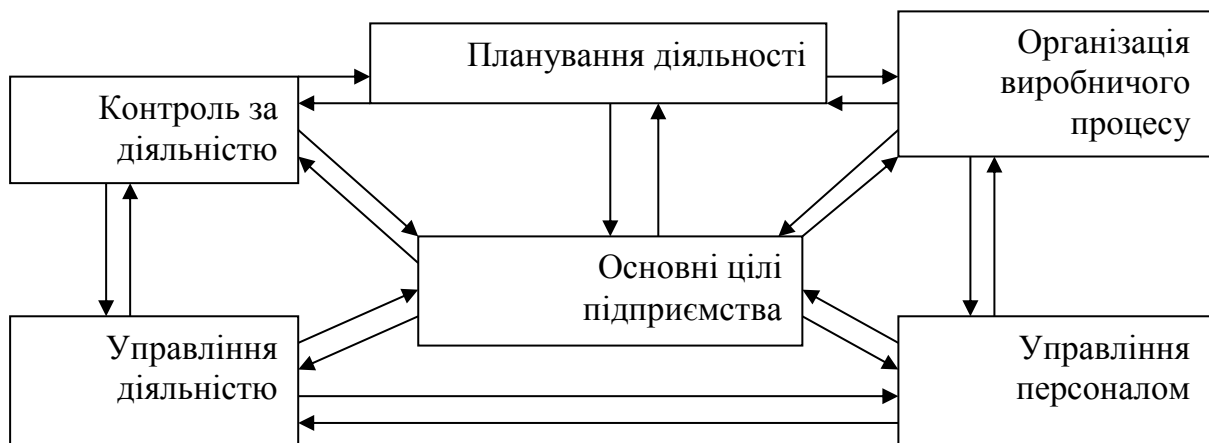 Планування діяльності
Організація
виробничого
процесу
Контроль за
діяльністю
Основні цілі
підприємства
Управління
діяльністю
Управління
персоналом